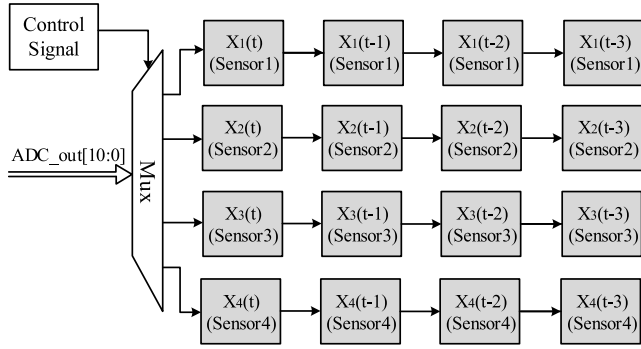 Control
Signal
ADC_out[10:0]
Mux
X1(t)
(Sensor1)
X1(t-1)
(Sensor1)
X1(t-2)
(Sensor1)
X1(t-3)
(Sensor1)
X2(t)
(Sensor2)
X2(t-1)
(Sensor2)
X2(t-2)
(Sensor2)
X2(t-3)
(Sensor2)
X3(t)
(Sensor3)
X3(t-1)
(Sensor3)
X3(t-2)
(Sensor3)
X3(t-3)
(Sensor3)
X4(t)
(Sensor4)
X4(t-1)
(Sensor4)
X4(t-2)
(Sensor4)
X4(t-3)
(Sensor4)